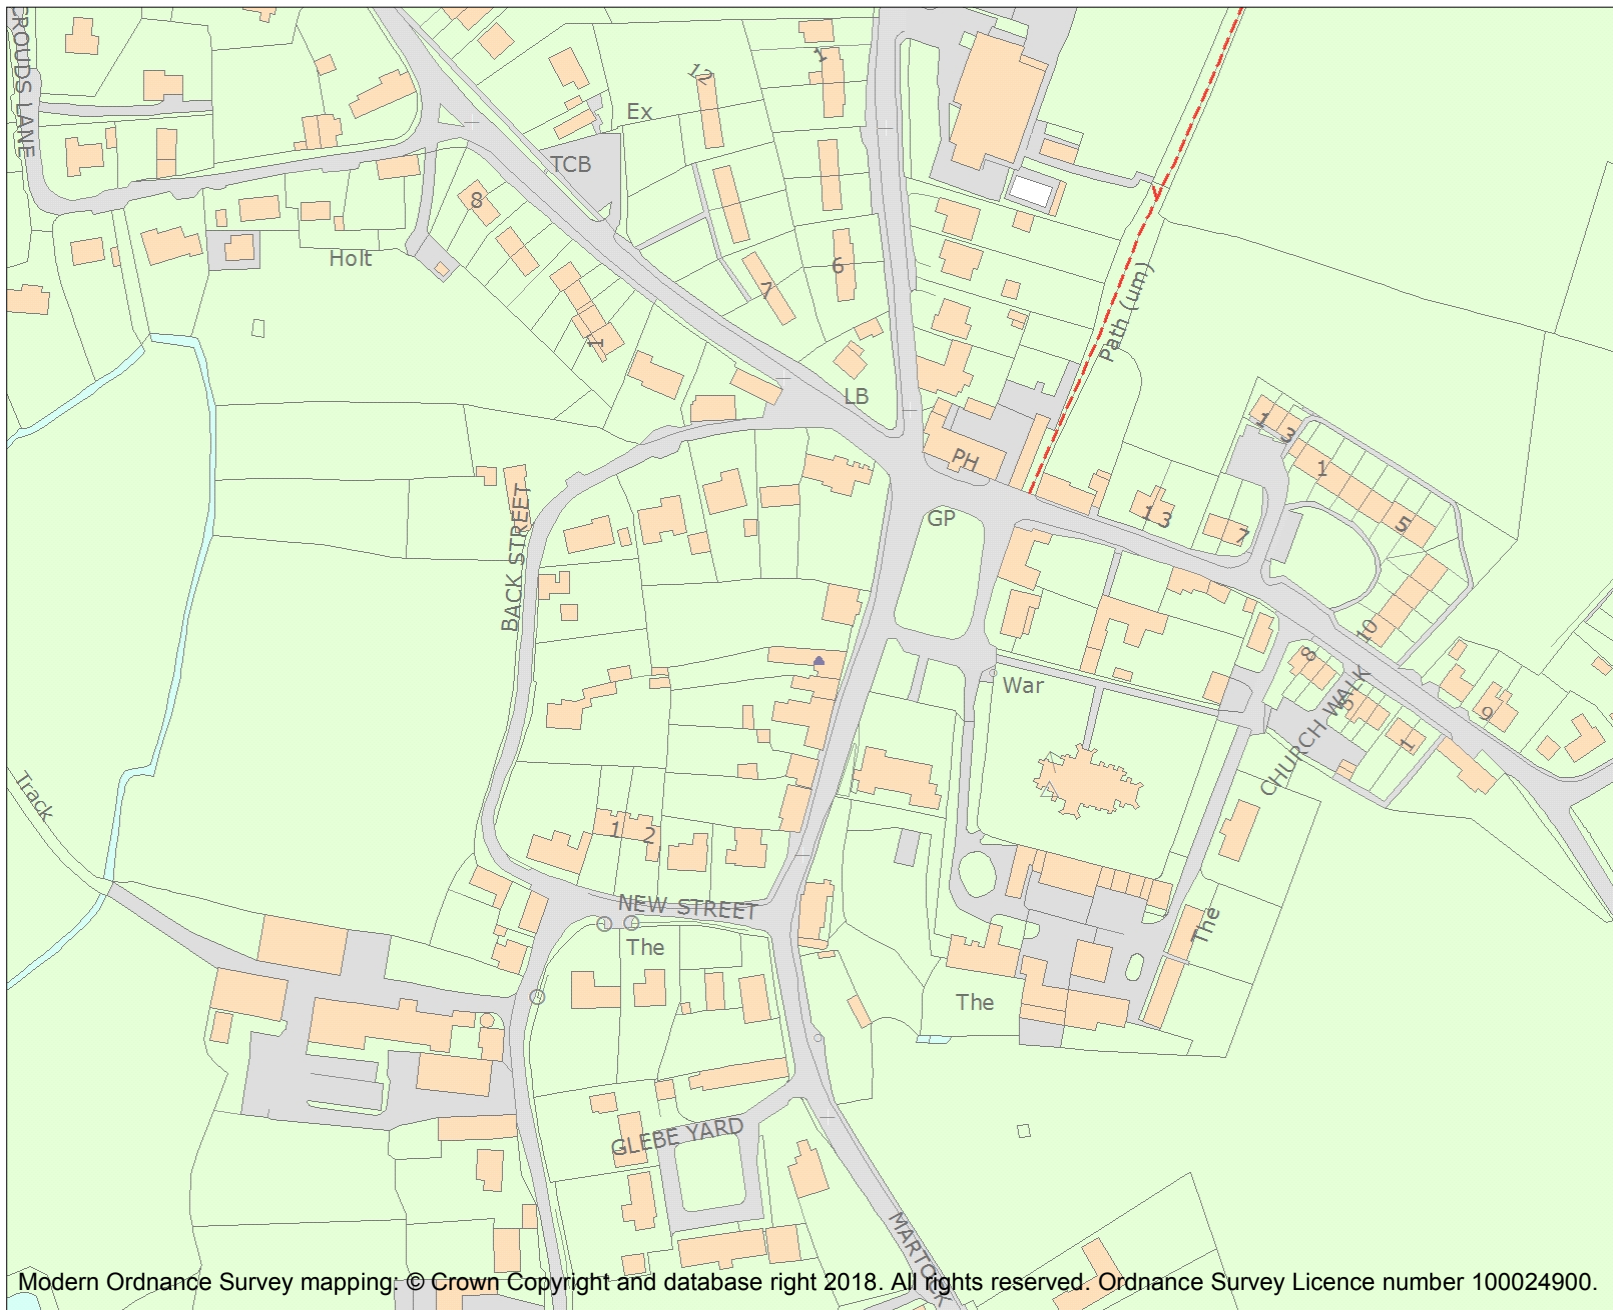 CROUDS LANE
12
1
Ex
TCB
8
Holt
6
7
Path (um)
1
LB
PH
1
3
1
5
GP
1 3
7
BACK STREET
10
8
War
5
9
1
CHURCH WALK
Track
1
2
NEW STREET
The
The
The
GLEBE YARD
MARTOCK
Modern Ordnance Survey mapping: © Crown Copyright and database right 2018. All rights reserved. Ordnance Survey Licence number 100024900.